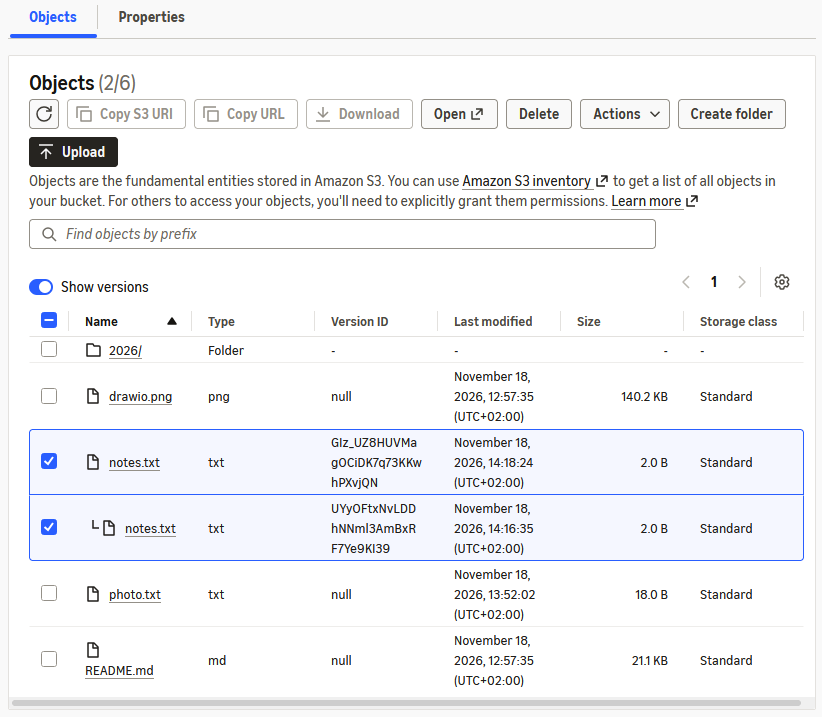 Objects
Properties
Objects (2/6)
Copy S3 URI
Copy URL
Download
Open
Delete
Actions
Create folder
Upload
Objects are the fundamental entities stored in Amazon S3. You can use Amazon S3 inventory to get a list of all objects in
your bucket. For others to access your objects, you'll need to explicitly grant them permissions. Learn more
Find objects by prefix
Show versions
1
Name Type Version ID Last modified Size Storage class
2026/ Folder - - - -
drawio.png png null November 18, 2026, 12:57:35 (UTC+02:00) 140.2 KB Standard
notes.txt txt GIz_UZ8HUVMagOCiDK7q73KKwhPXvjQN November 18, 2026, 14:18:24 (UTC+02:00) 2.0 B Standard
notes.txt txt UYyOFtxNvLDDhNNmI3AmBxRF7Ye9KI39 November 18, 2026, 14:16:35 (UTC+02:00) 2.0 B Standard
photo.txt txt null November 18, 2026, 13:52:02 (UTC+02:00) 18.0 B Standard
README.md md null November 18, 2026, 12:57:35 (UTC+02:00) 21.1 KB Standard